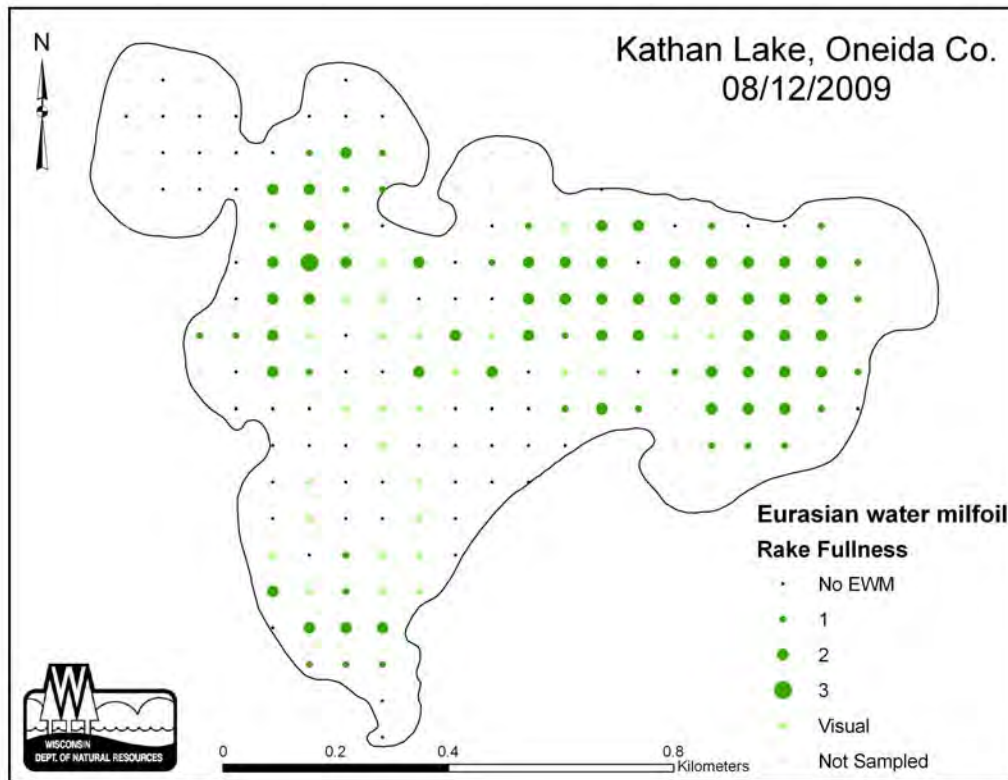 N
Kathan Lake, Oneida Co.
08/12/2009
Eurasian water milfoil
Rake Fullness
No EWM
1
2
3
Visual
Not Sampled
W
WISCONSIN
DEPT. OF NATURAL RESOURCES
0 0.2 0.4 0.8
Kilometers